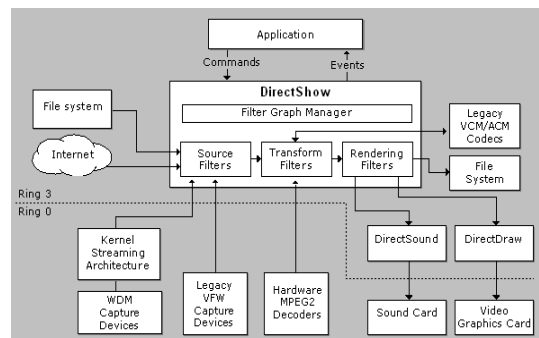 Application
Commands
Events
DirectShow
Filter Graph Manager
File system
Internet
Source
Filters
Transform
Filters
Rendering
Filters
Legacy
VCM/ACM
Codecs
File
System
Ring 3
Ring 0
Kernel
Streaming
Architecture
WDM
Capture
Devices
Legacy
VFW
Capture
Devices
Hardware
MPEG2
Decoders
DirectSound
DirectDraw
Sound Card
Video
Graphics Card